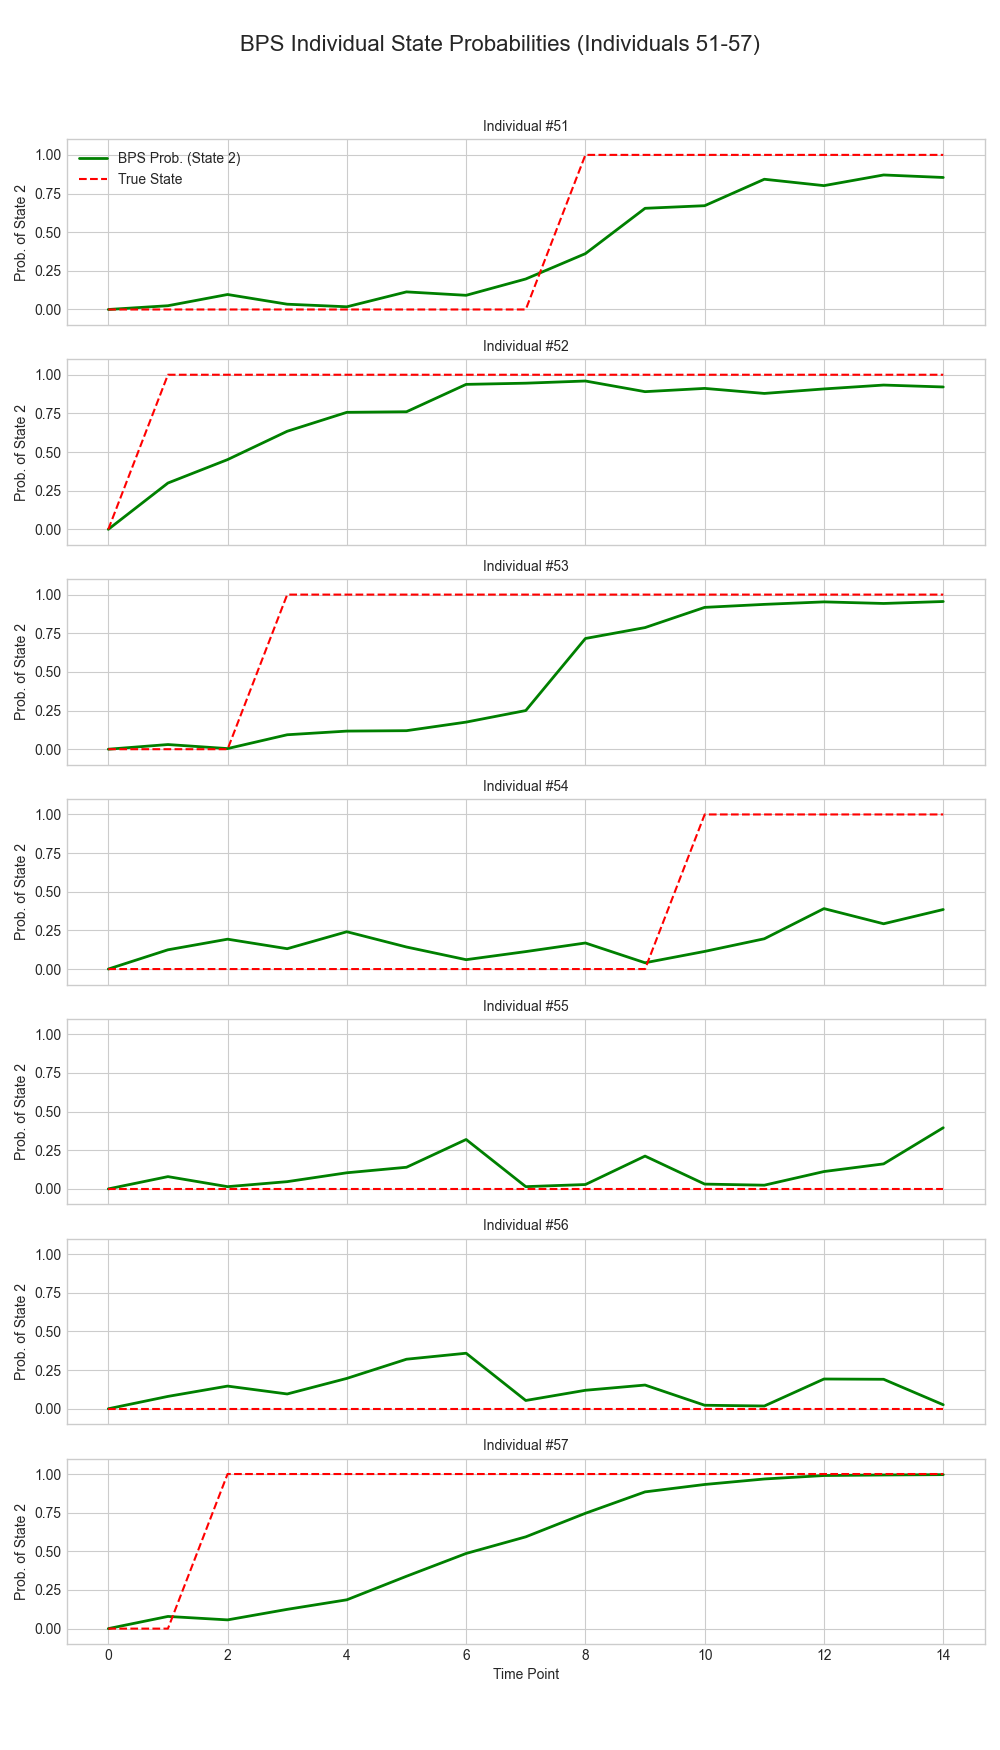 BPS Individual State Probabilities (Individuals 51-57)
Individual #51
BPS Prob. (State 2)
True State
Prob. of State 2
1.00
0.75
0.50
0.25
0.00
Individual #52
Prob. of State 2
1.00
0.75
0.50
0.25
0.00
Individual #53
Prob. of State 2
1.00
0.75
0.50
0.25
0.00
Individual #54
Prob. of State 2
1.00
0.75
0.50
0.25
0.00
Individual #55
Prob. of State 2
1.00
0.75
0.50
0.25
0.00
Individual #56
Prob. of State 2
1.00
0.75
0.50
0.25
0.00
Individual #57
Prob. of State 2
1.00
0.75
0.50
0.25
0.00
0 2 4 6 8 10 12 14
Time Point